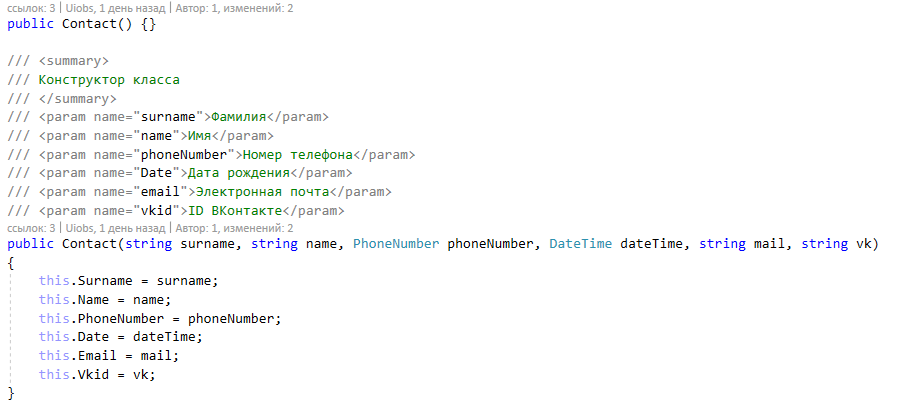 ссылок: 3 | Uiobs, 1 день назад | Автор: 1, изменений: 2
public Contact() {}
/// <summary>
/// Конструктор класса
/// </summary>
/// <param name="surname">Фамилия</param>
/// <param name="name">Имя</param>
/// <param name="phoneNumber">Номер телефона</param>
/// <param name="Date">Дата рождения</param>
/// <param name="email">Электронная почта</param>
/// <param name="vkid">ID ВКонтакте</param>
ссылок: 3 | Uiobs, 1 день назад | Автор: 1, изменений: 2
public Contact(string surname, string name, PhoneNumber phoneNumber, DateTime dateTime, string mail, string vk)
{
    this.Surname = surname;
    this.Name = name;
    this.PhoneNumber = phoneNumber;
    this.Date = dateTime;
    this.Email = mail;
    this.Vkid = vk;
}